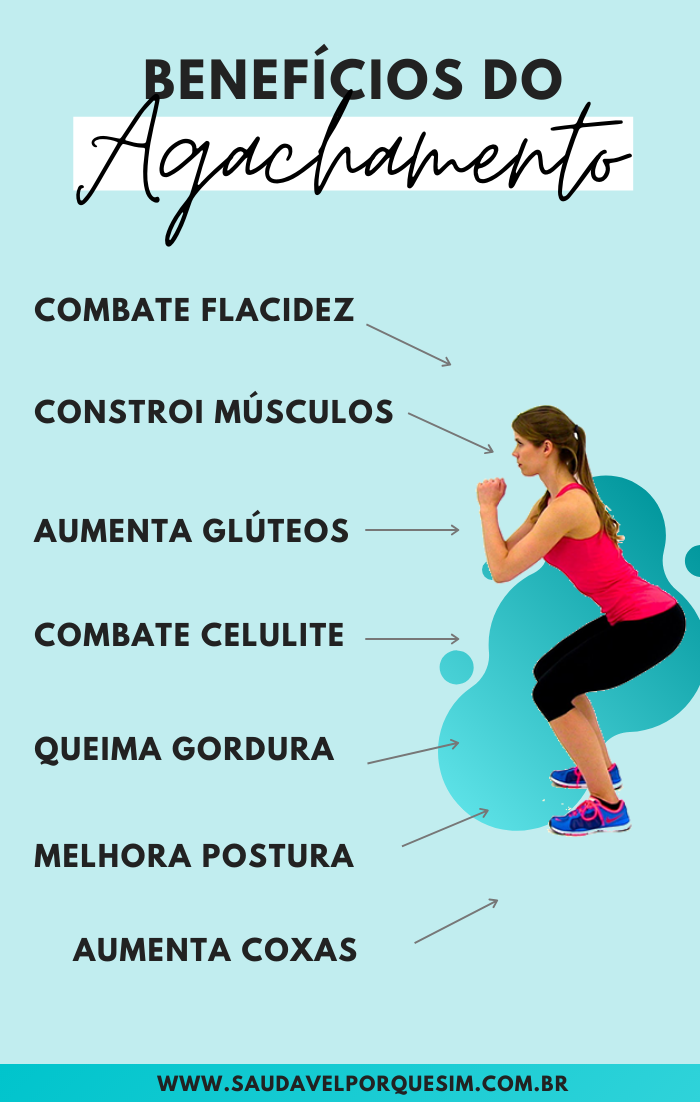 BENEFÍCIOS DO
Agachamento
COMBATE FLACIDEZ
CONSTROI MÚSCULOS
AUMENTA GLÚTEOS
COMBATE CELULITE
QUEIMA GORDURA
MELHORA POSTURA
AUMENTA COXAS
WWW.SAUDAVELPORQUESIM.COM.BR